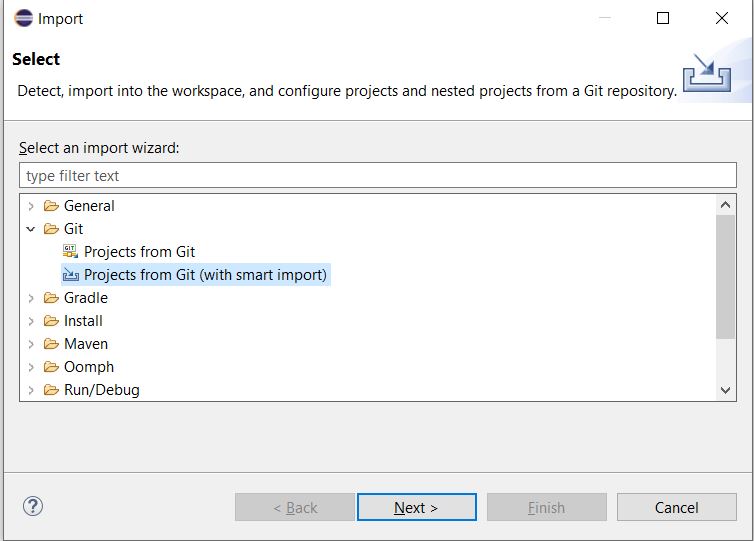 Import
Select
Detect, import into the workspace, and configure projects and nested projects from a Git repository.
Select an import wizard:
type filter text
General
Git
GIT
Projects from Git
Projects from Git (with smart import)
Gradle
Install
Maven
Oomph
Run/Debug
?
< Back
Next >
Finish
Cancel